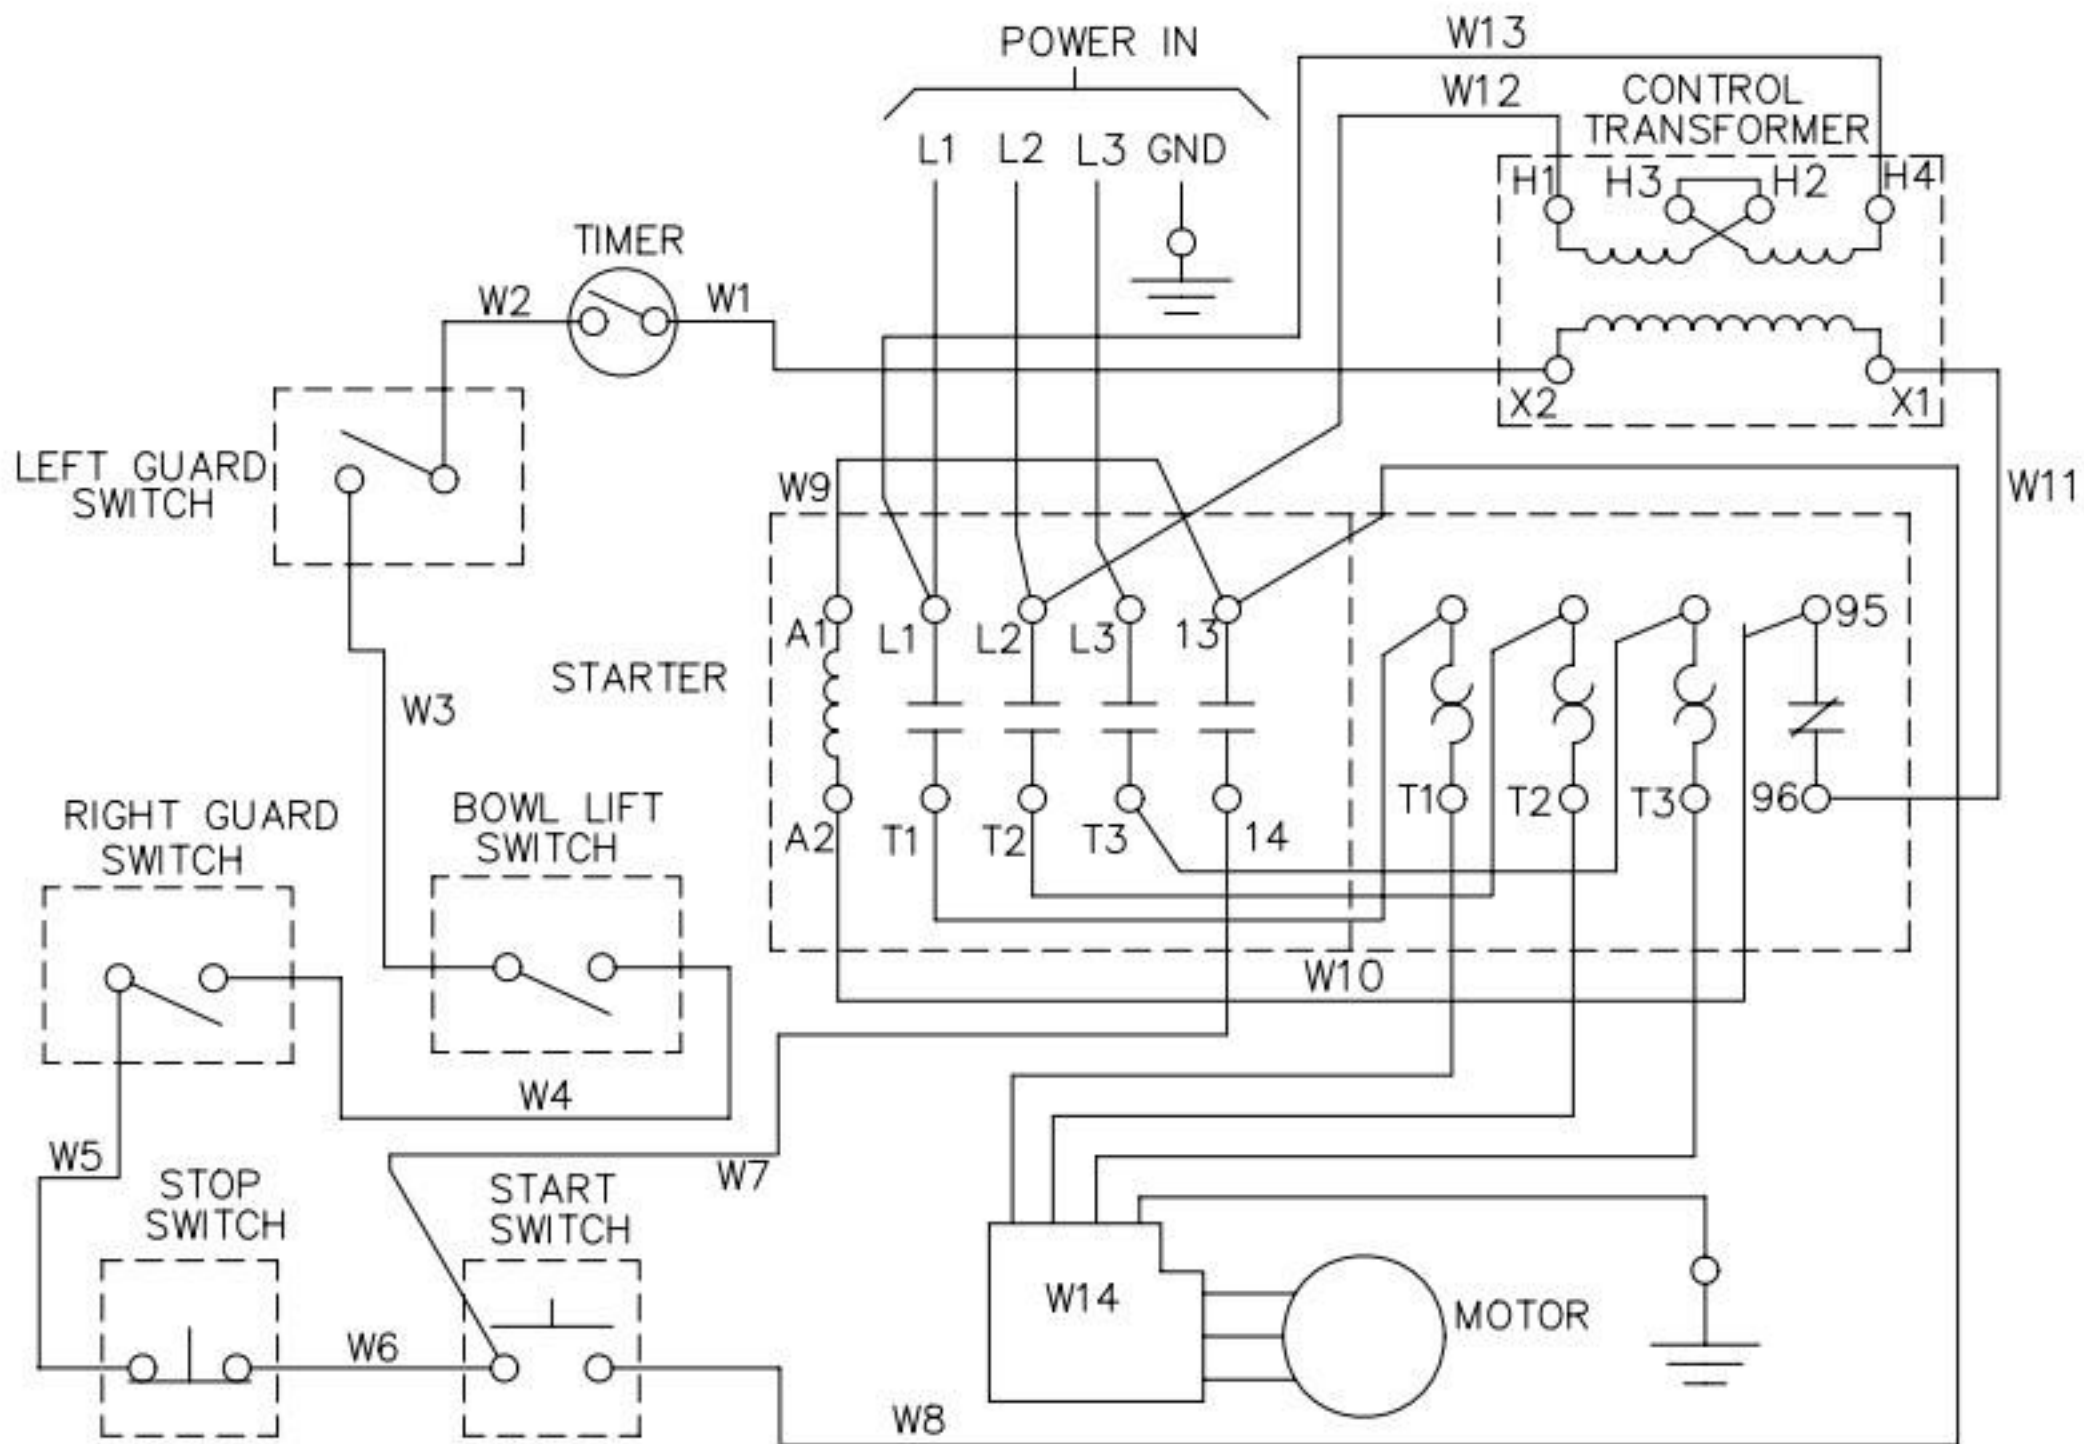 POWER IN
W13
W12
CONTROL
TRANSFORMER
L1 L2 L3 GND
H1 H3 H2 H4
TIMER
W2
W1
X2
X1
LEFT GUARD
SWITCH
W9
W11
A1
L1
L2
L3
13
95
STARTER
W3
RIGHT GUARD
SWITCH
BOWL LIFT
SWITCH
A2
T1
T2
T3
14
T1
T2
T3
96
W10
W4
W5
W7
STOP
SWITCH
START
SWITCH
W14
MOTOR
W6
W8